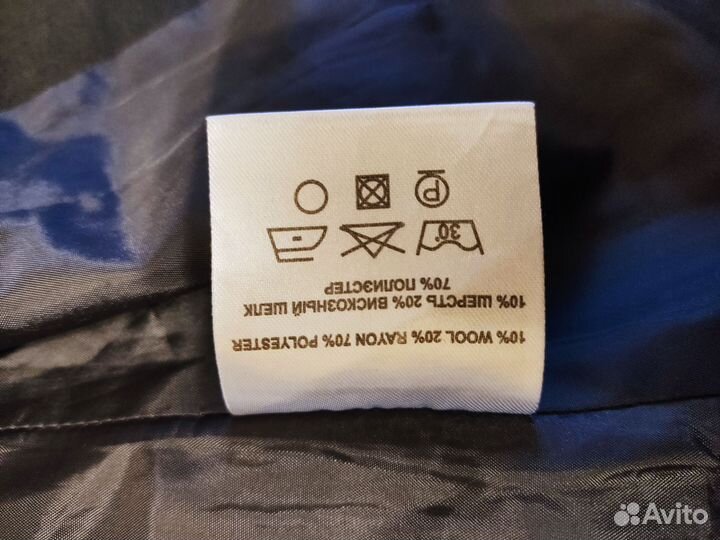 10% WOOL 20% RAYON 70% POLYESTER
10% ШЕРСТЬ 20% ВИСКОЗНЫЙ ШЕЛК
70% ПОЛИЭСТЕР
30°
P
Avito